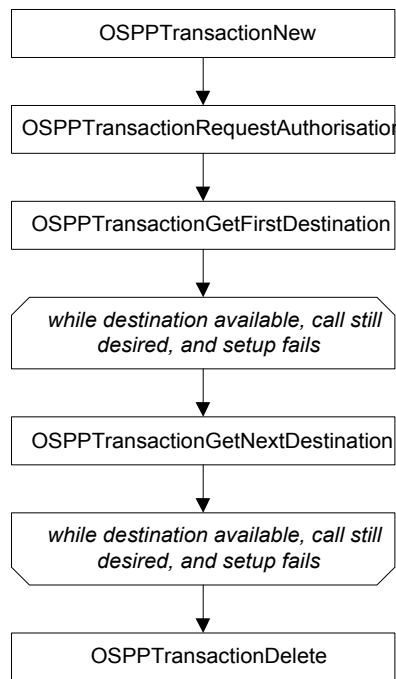 OSPPTransactionNew
OSPPTransactionRequestAuthorisation
OSPPTransactionGetFirstDestination
while destination available, call still
desired, and setup fails
OSPPTransactionGetNextDestination
while destination available, call still
desired, and setup fails
OSPPTransactionDelete